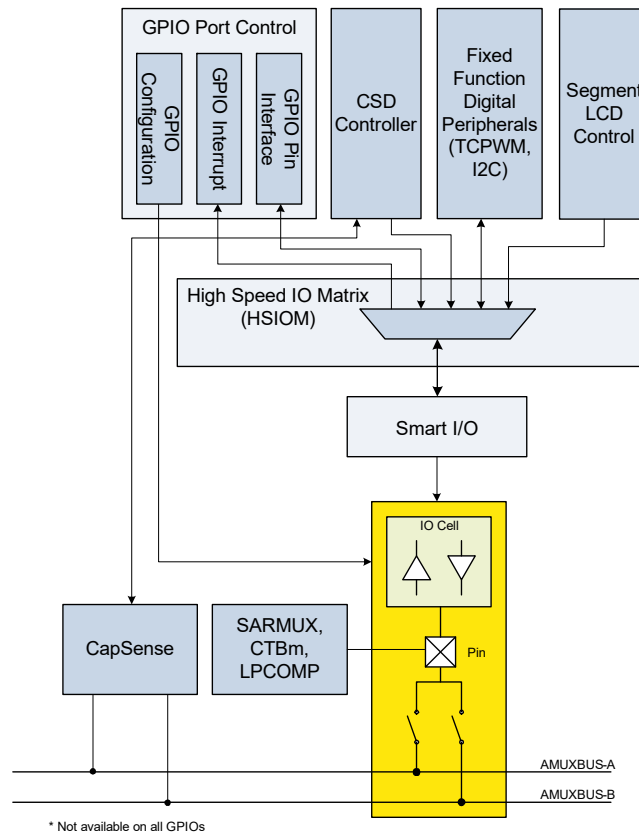 GPIO Port Control
GPIO
Configuration
GPIO Interrupt
GPIO Pin
Interface
CSD
Controller
Fixed
Function
Digital
Peripherals
(TCPWM,
I2C)
Segment
LCD
Control
High Speed IO Matrix
(HSIOM)
Smart I/O
IO Cell
CapSense
SARMUX,
CTBm,
LPCOMP
Pin
AMUXBUS-A
AMUXBUS-B
* Not available on all GPIOs